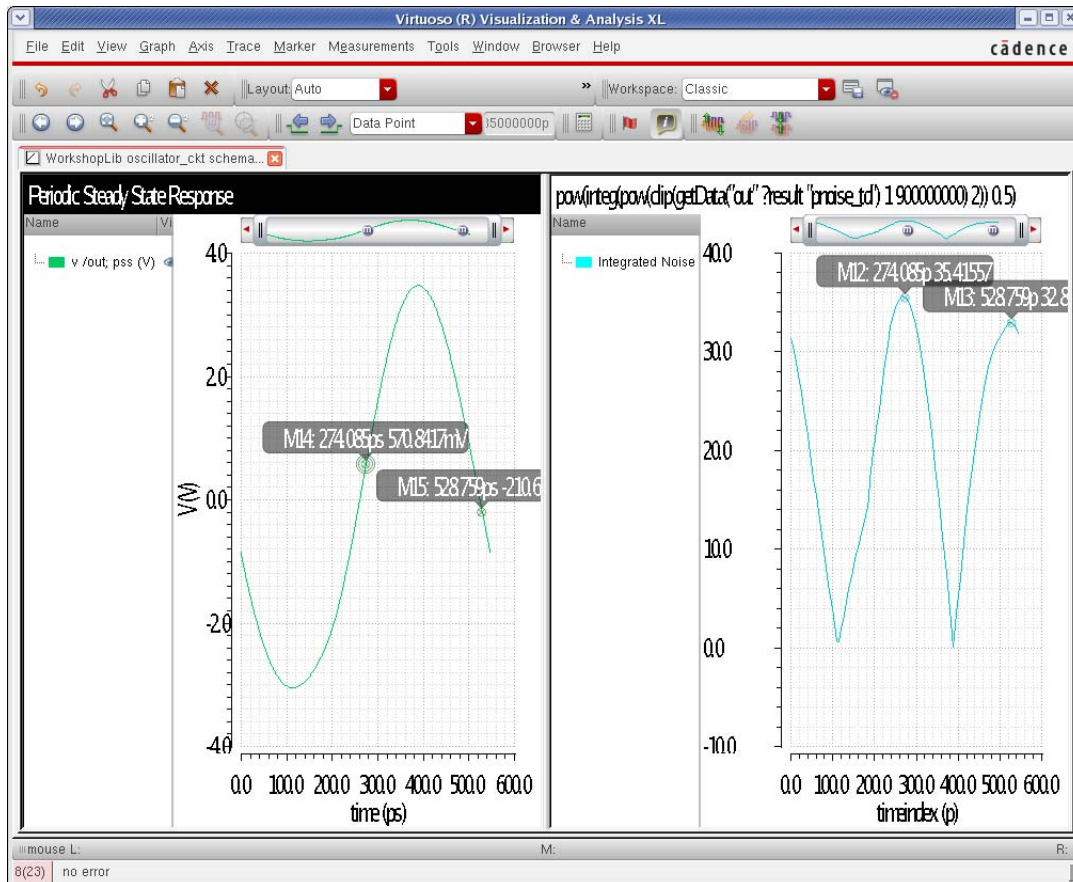 Virtuoso (R) Visualization & Analysis XL
File Edit View Graph Axis Trace Marker Measurements Tools Window Browser Help
cādence
Layout: Auto » Workspace: Classic
Data Point 5000000p
WorkshopLib oscillator_ckt schema...
Periodic Steady State Response
Name Vi
v /out; pss (V)
4.0
2.0
0.0
-2.0
-4.0
V (V)
M14: 274.085ps 570.8417mV
M15: 528.759ps -210.6
0.0 100.0 200.0 300.0 400.0 500.0 600.0
time (ps)
pow(integ(pow(clip(getData("out" ?result "pnoise_td") 1 900000000) 2)) 0.5)
Name
Integrated Noise
40.0
30.0
20.0
10.0
0.0
-10.0
M12: 274.085p 35.41557
M13: 528.759p 32.8
0.0 100.0 200.0 300.0 400.0 500.0 600.0
timeindex (p)
mouse L: M: R:
8(23) no error